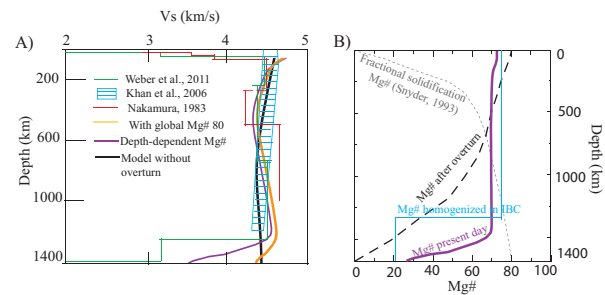 Vs (km/s)
A)
2 3 4 5
200
600
1000
1400
Depth (km)
Weber et al., 2011
Khan et al., 2006
Nakamura, 1983
With global Mg# 80
Depth-dependent Mg#
Model without
overturn
B)
Fractional solidification
Mg# (Snyder, 1993)
Mg# after overturn
Mg# homogenized in IBC
Mg# present day
0
500
1000
1400
Depth (km)
0 20 40 60 80 100
Mg#